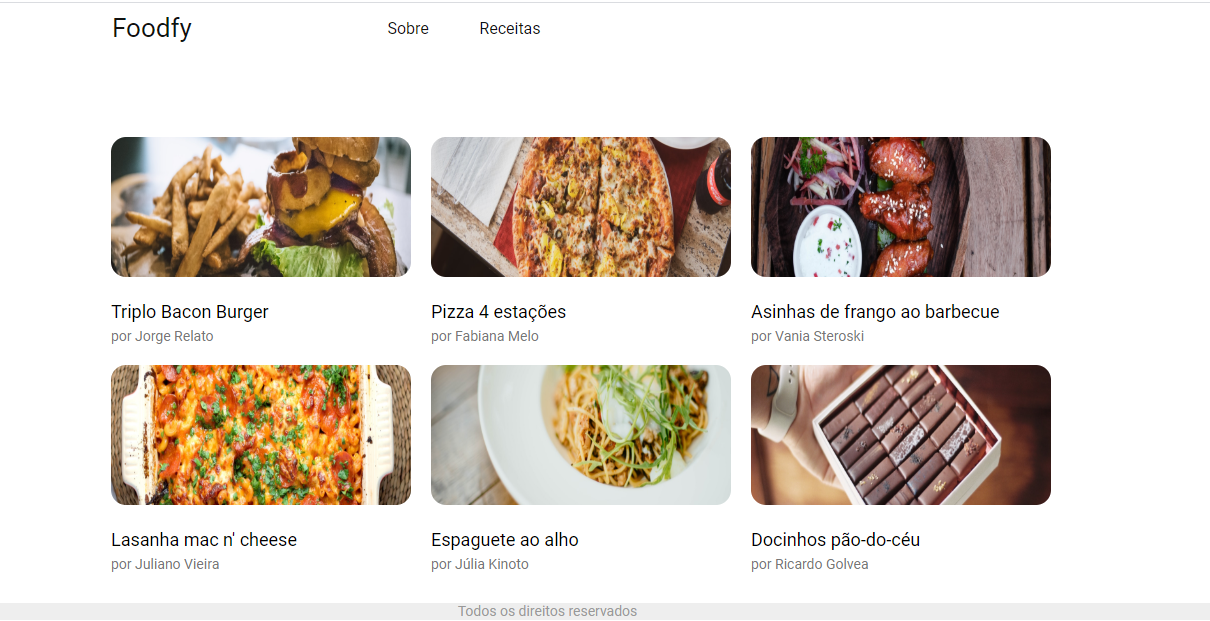 Foodfy
Sobre
Receitas
Triplo Bacon Burger
por Jorge Relato
Pizza 4 estações
por Fabiana Melo
Asinhas de frango ao barbecue
por Vania Steroski
Lasanha mac n' cheese
por Juliano Vieira
Espaguete ao alho
por Júlia Kinoto
Docinhos pão-do-céu
por Ricardo Golvea
Todos os direitos reservados